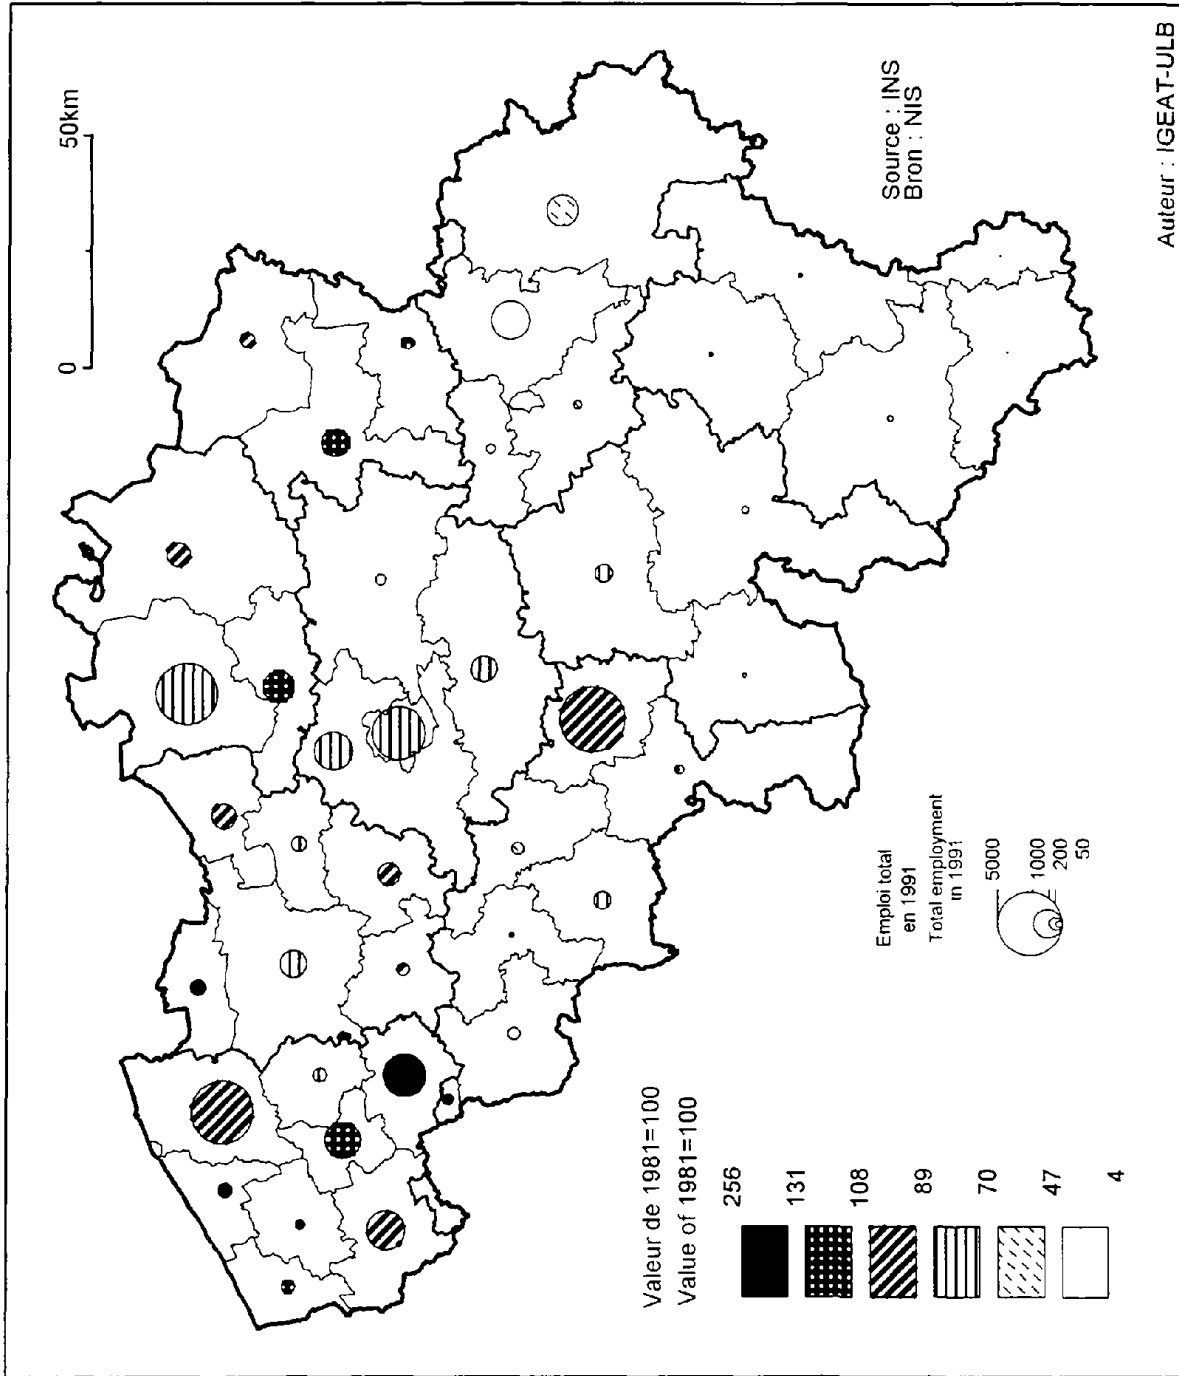 0 50km
Source : INS
Bron : NIS
Auteur : IGEAT-ULB
Emploi total
en 1991
Total employment
in 1991
5000
1000
200
50
Valeur de 1981=100
Value of 1981=100
256
131
108
89
70
47
4